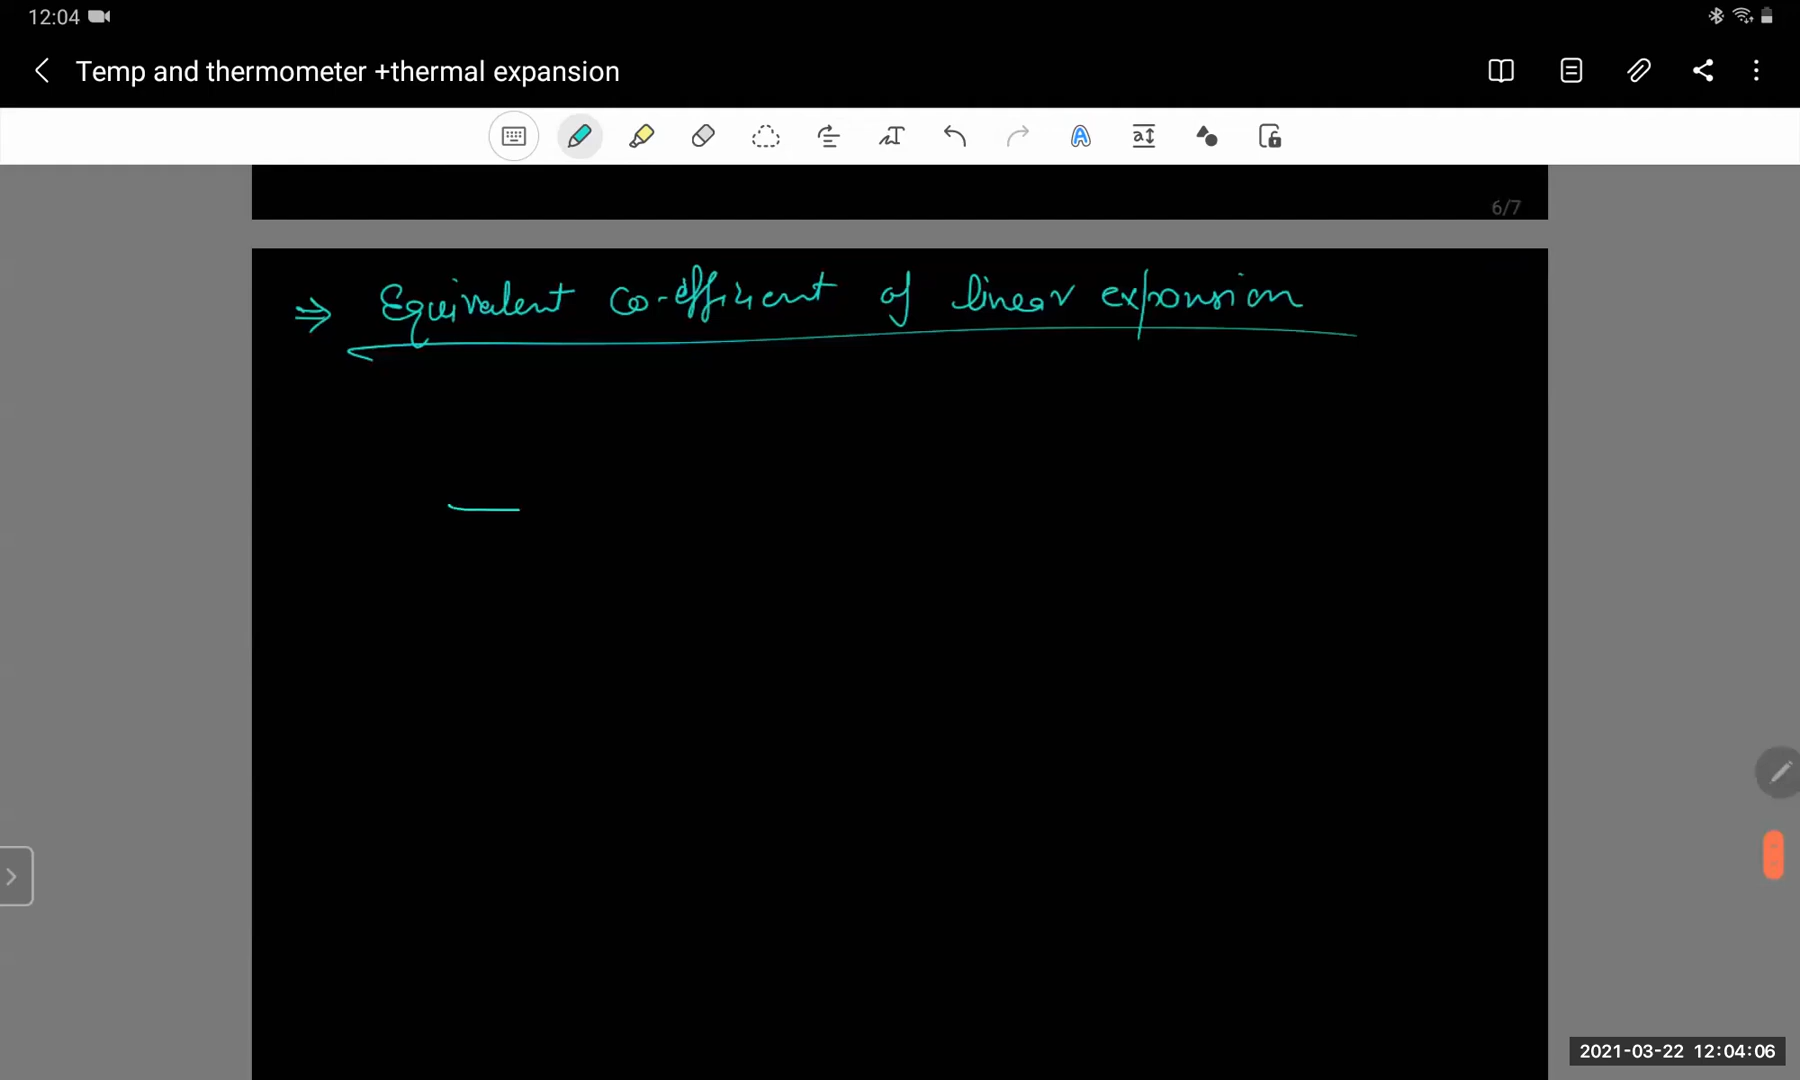 12:04
Temp and thermometer +thermal expansion
6/7
⇒ Equivalent co-efficient of linear expansion
2021-03-22 12:04:06